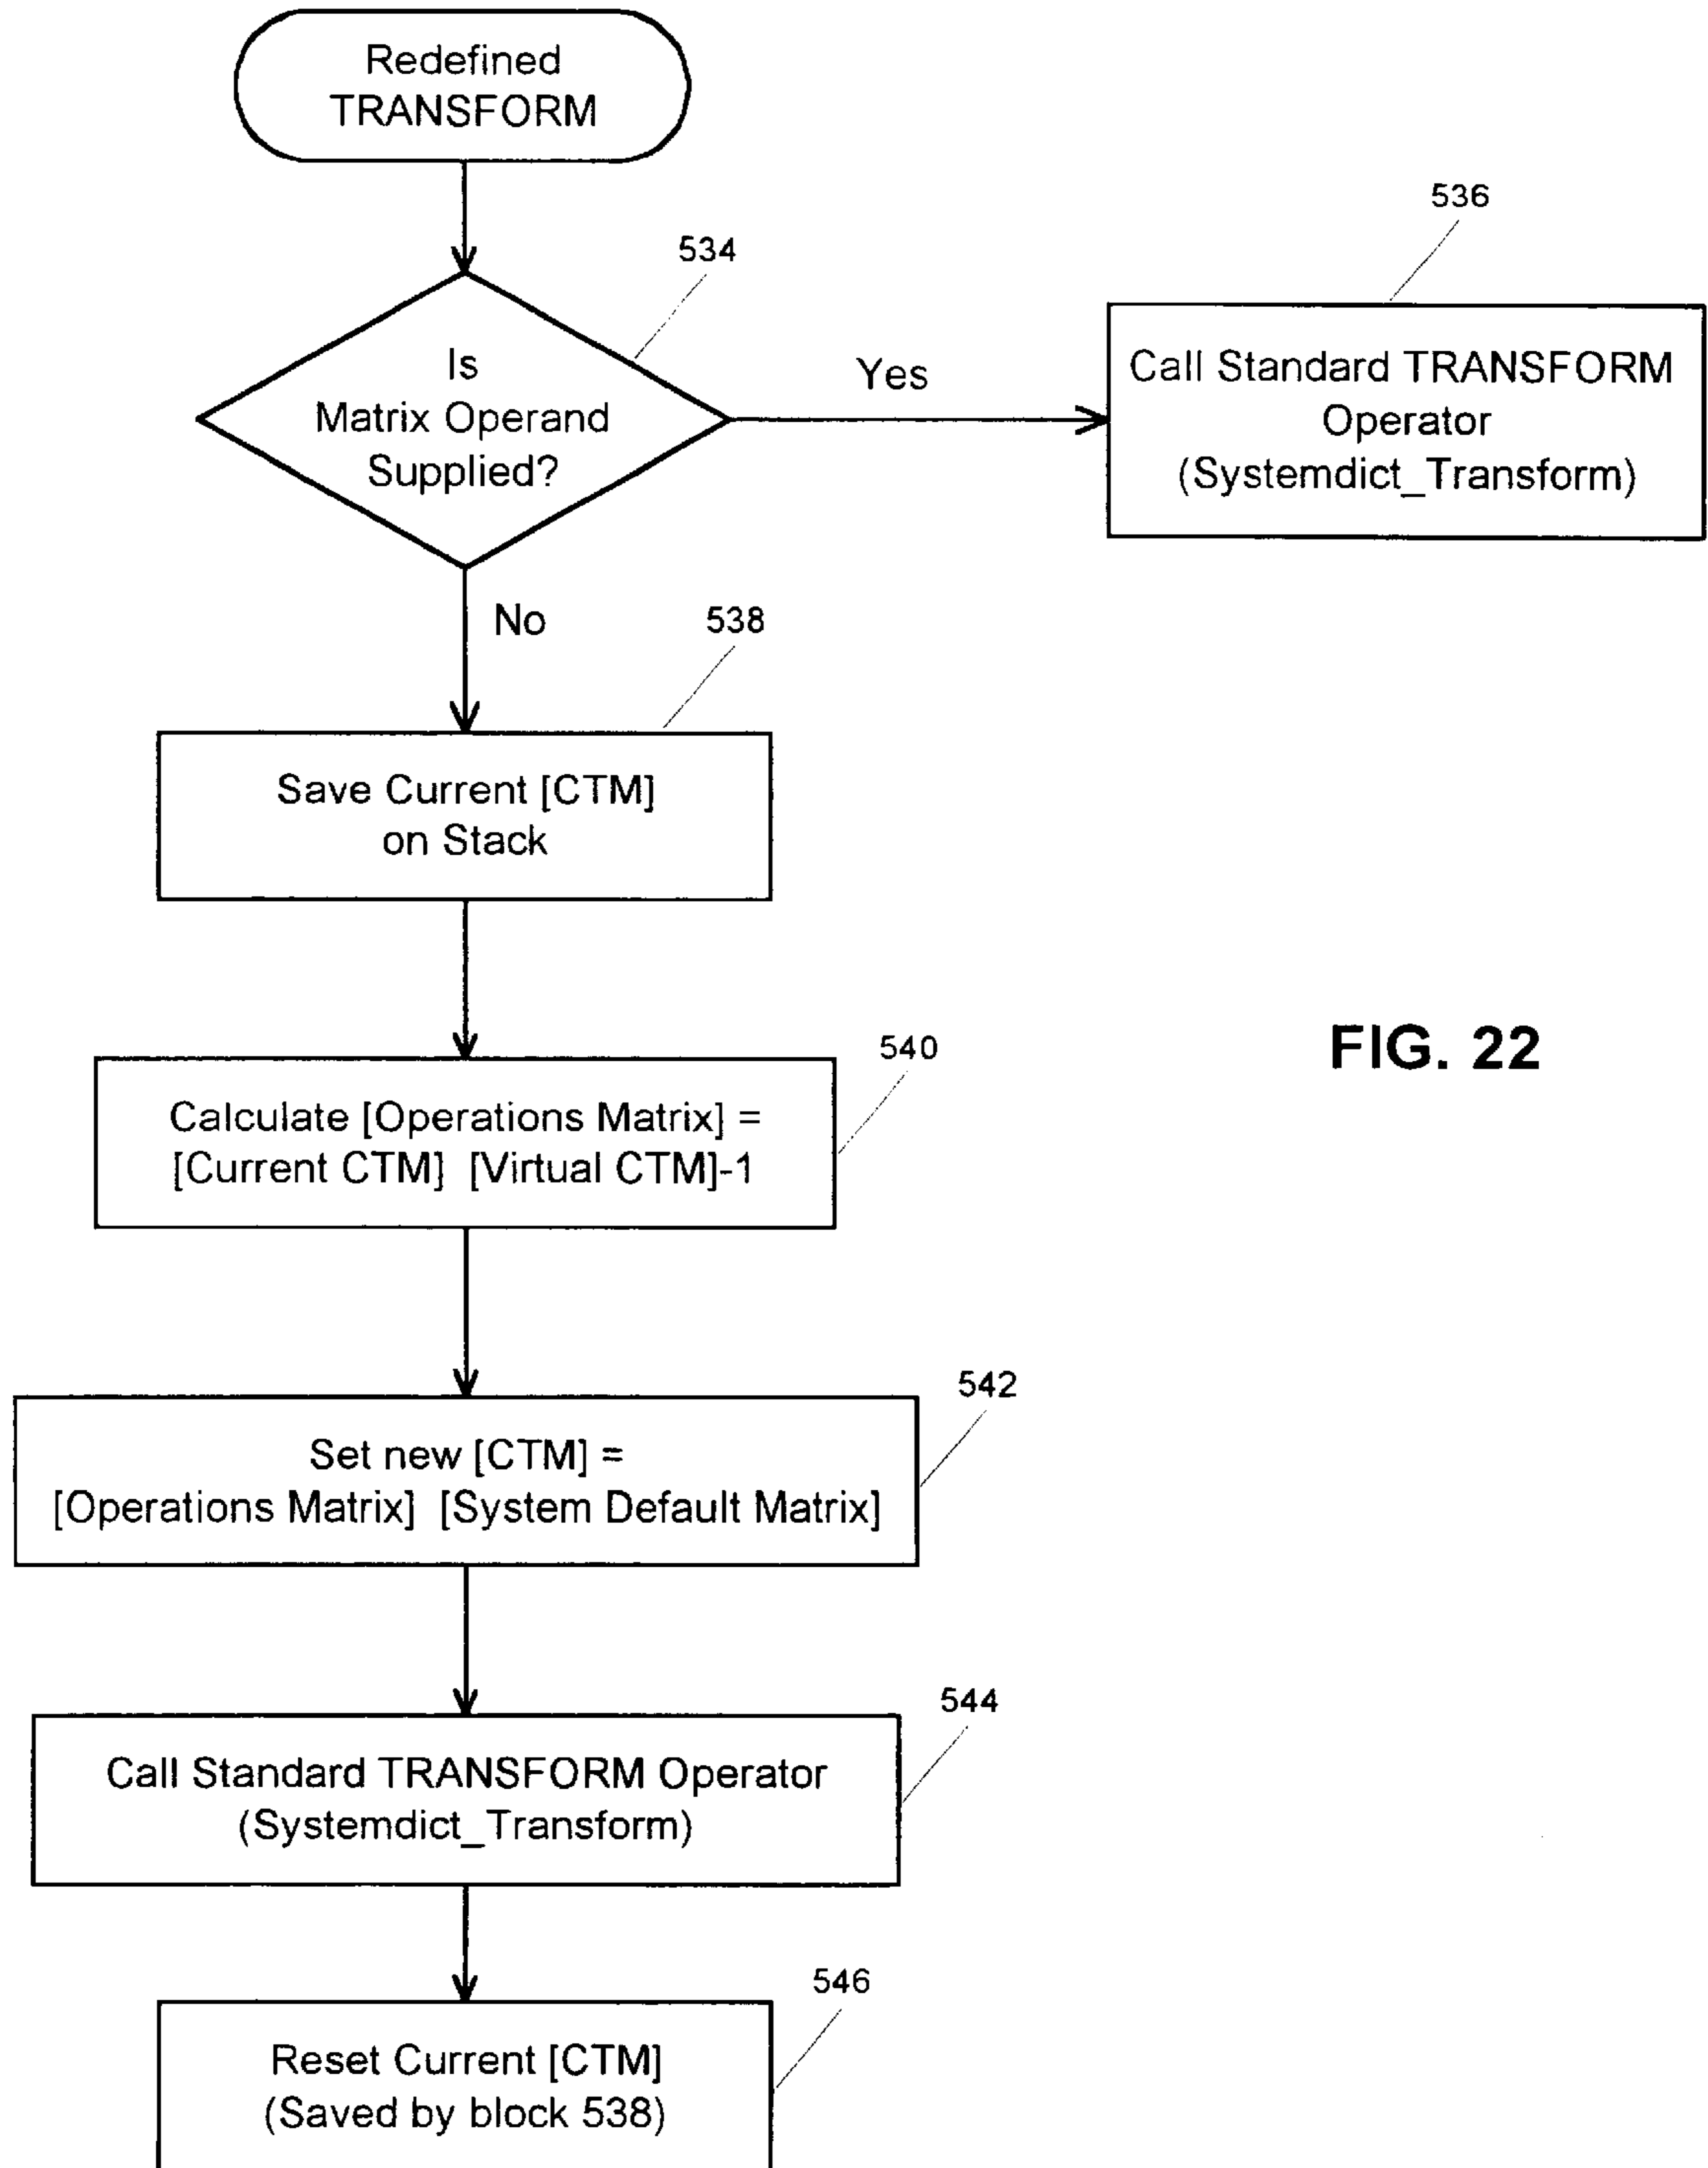 Redefined
TRANSFORM
534
536
Is
Matrix Operand
Supplied?
Yes
Call Standard TRANSFORM
Operator
(Systemdict_Transform)
No
538
Save Current [CTM]
on Stack
540
Calculate [Operations Matrix] =
[Current CTM] [Virtual CTM]-1
FIG. 22
542
Set new [CTM] =
[Operations Matrix] [System Default Matrix]
544
Call Standard TRANSFORM Operator
(Systemdict_Transform)
546
Reset Current [CTM]
(Saved by block 538)